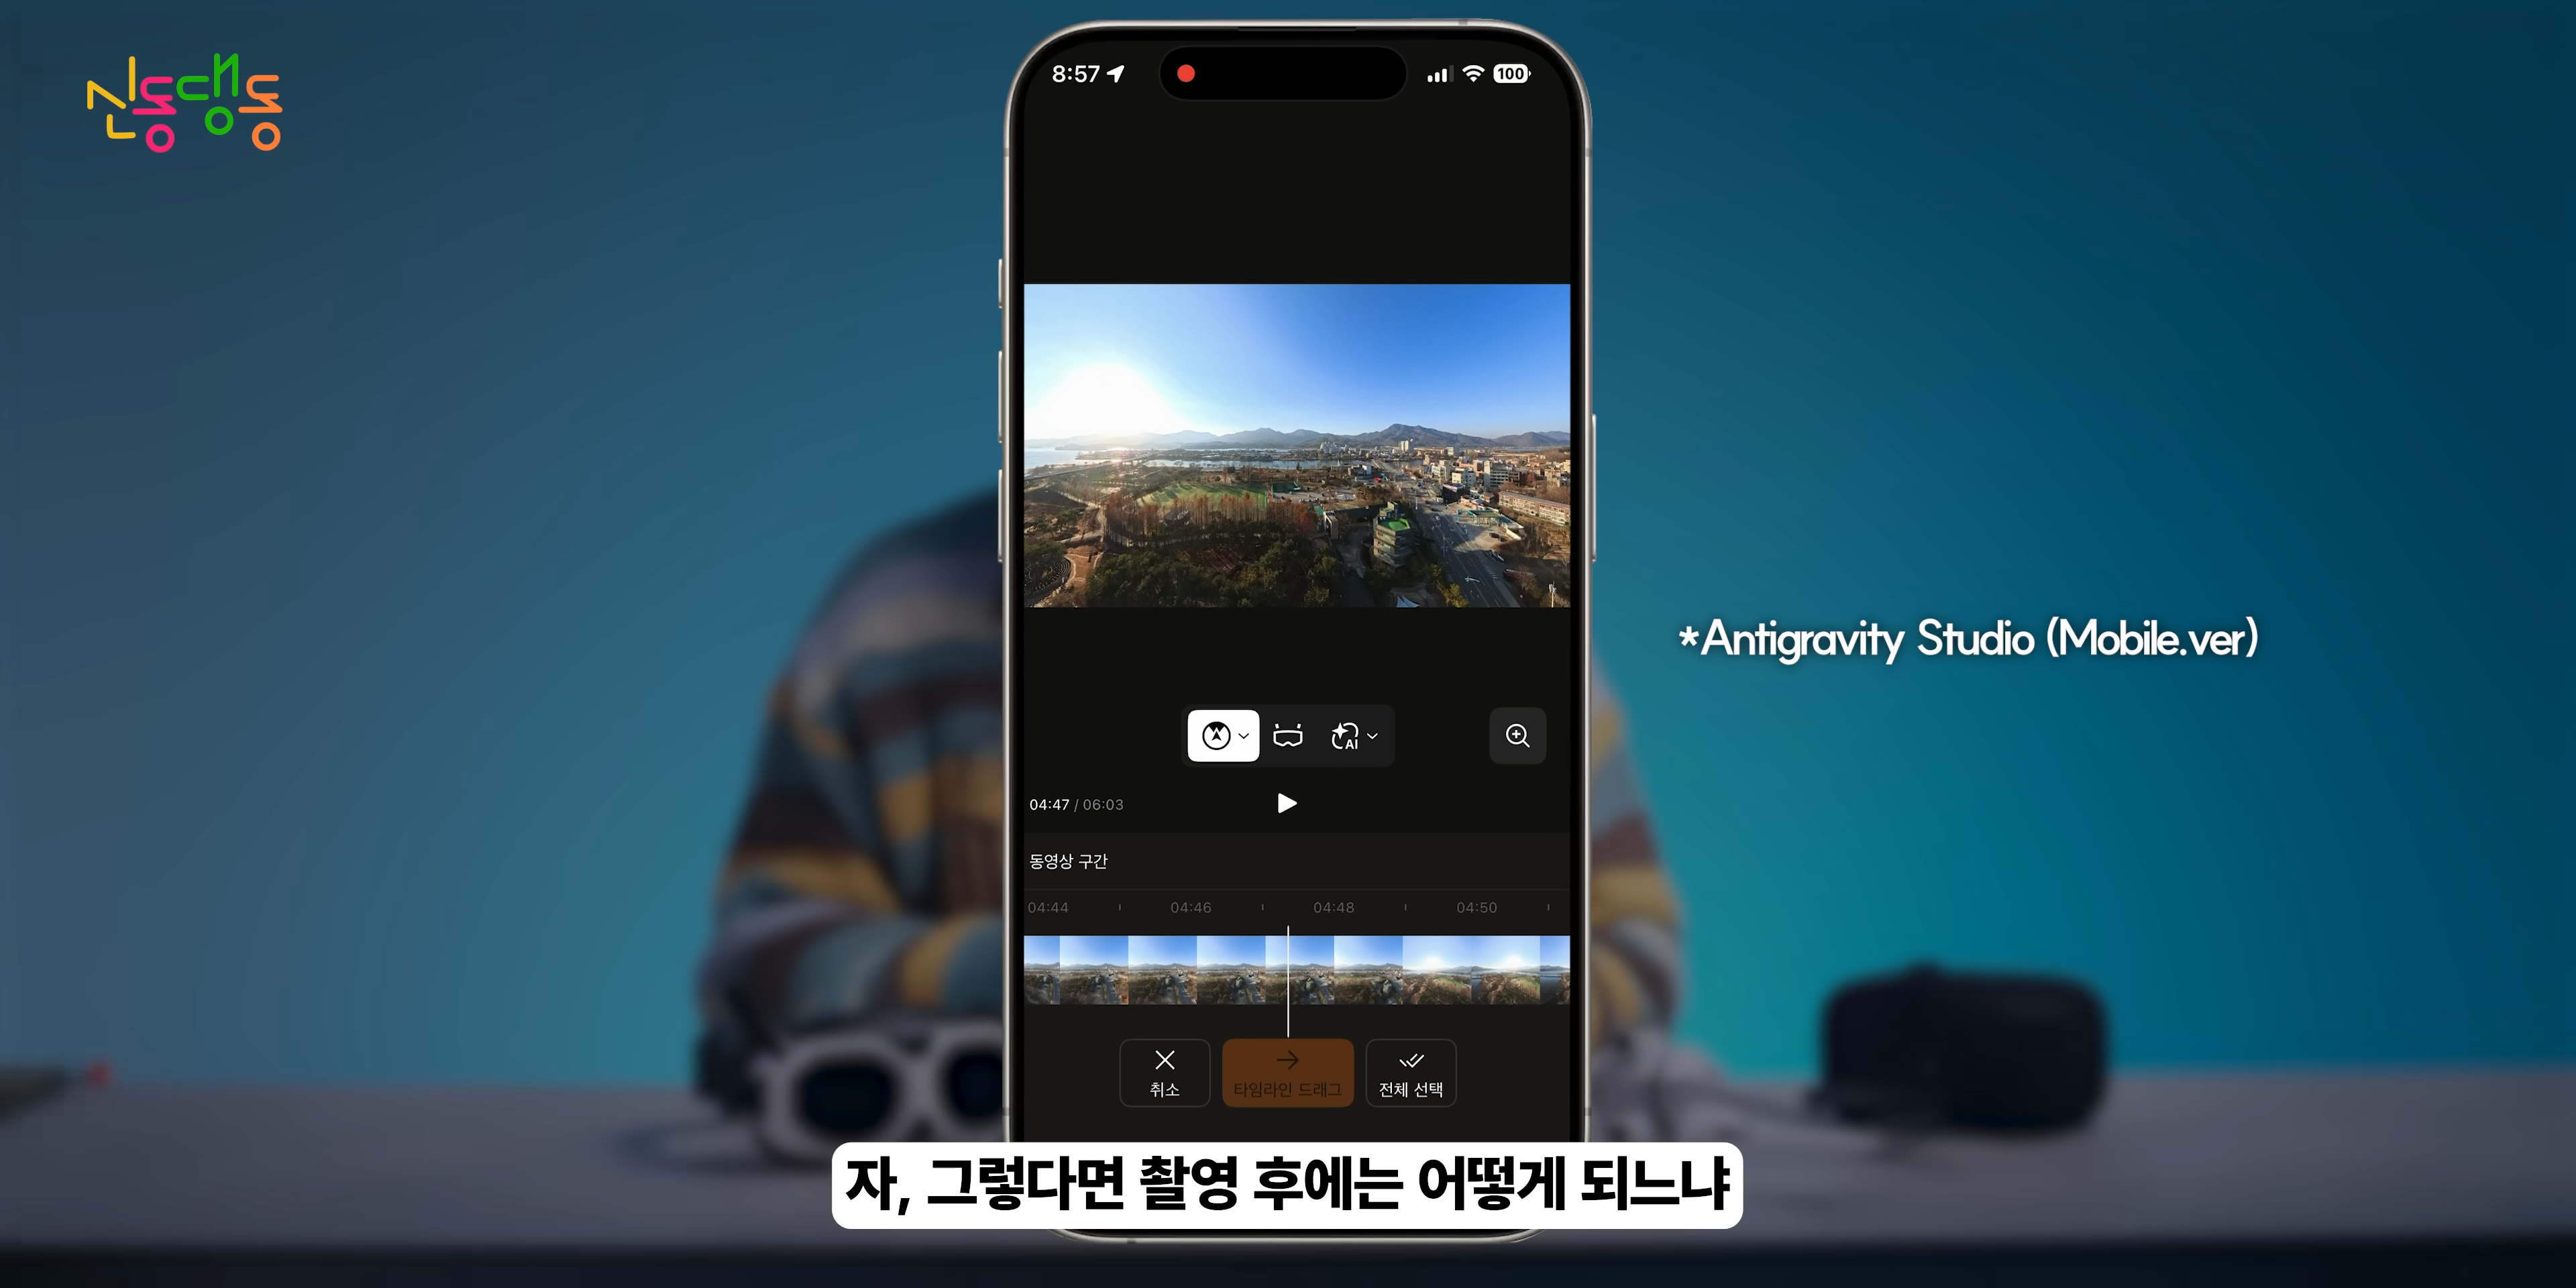 신동댕동
8:57
100
*Antigravity Studio (Mobile.ver)
AI
04:47 / 06:03
동영상 구간
04:44 04:46 04:48 04:50
취소
타임라인 드래그
전체 선택
자, 그렇다면 촬영 후에는 어떻게 되느냐